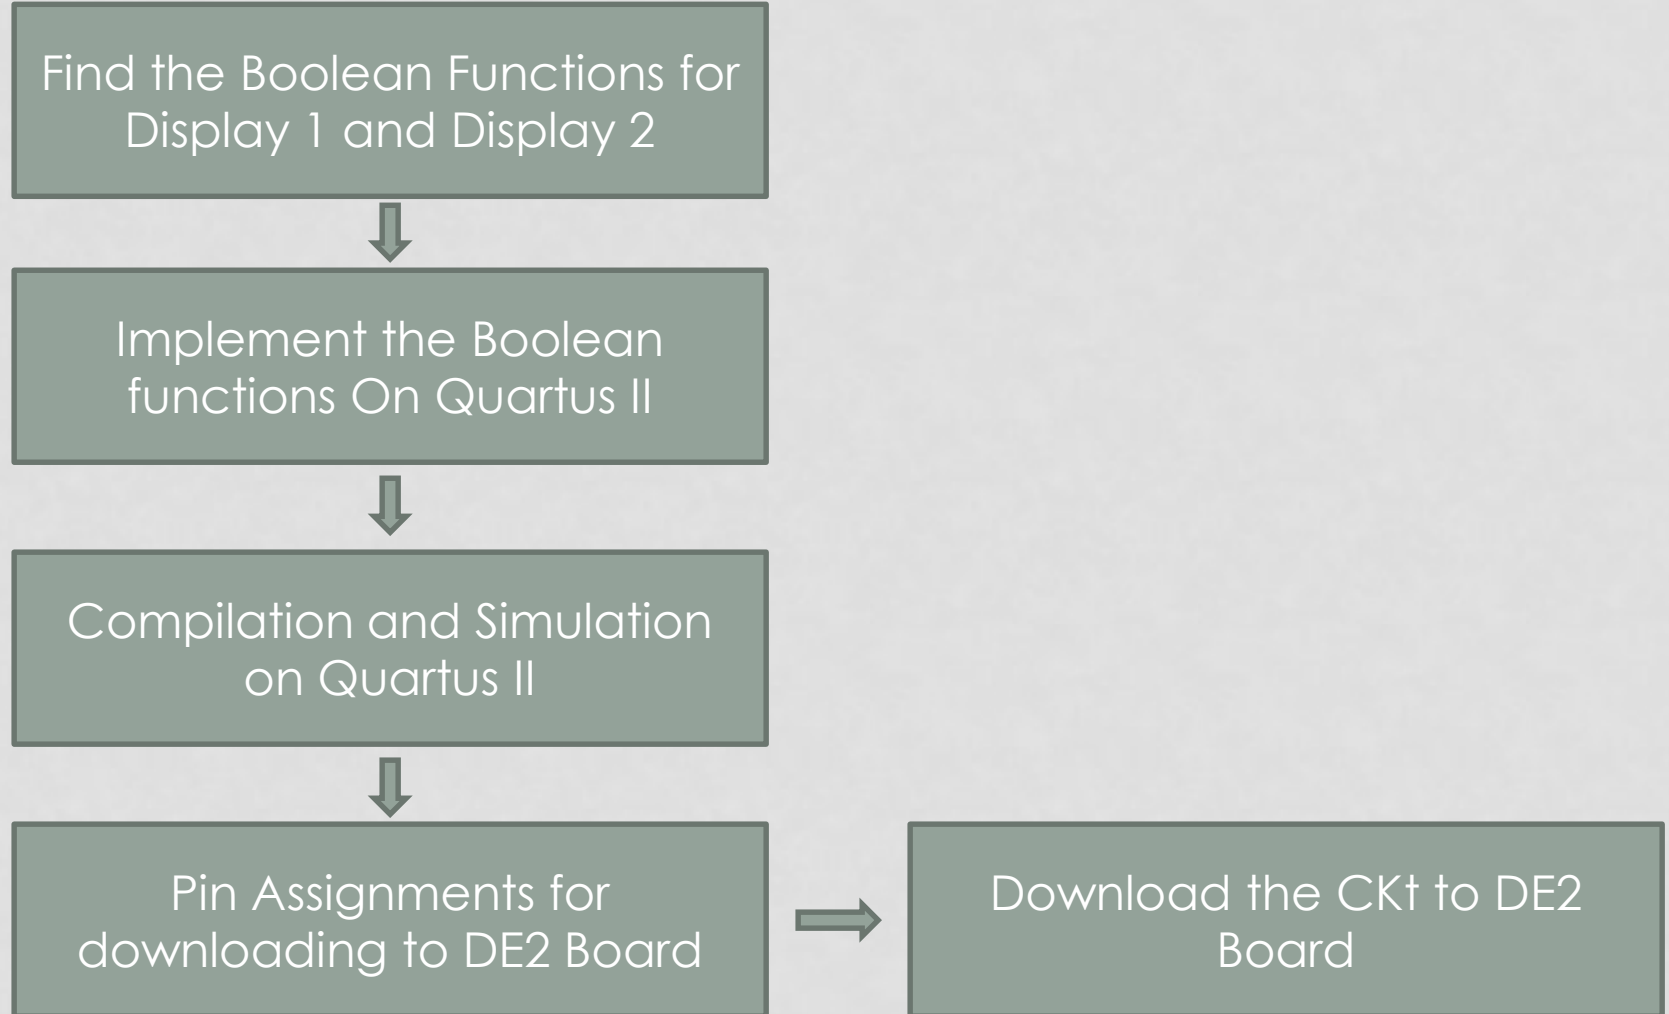 Find the Boolean Functions for
Display 1 and Display 2
Implement the Boolean
functions On Quartus II
Compilation and Simulation
on Quartus II
Pin Assignments for
downloading to DE2 Board
Download the CKt to DE2
Board